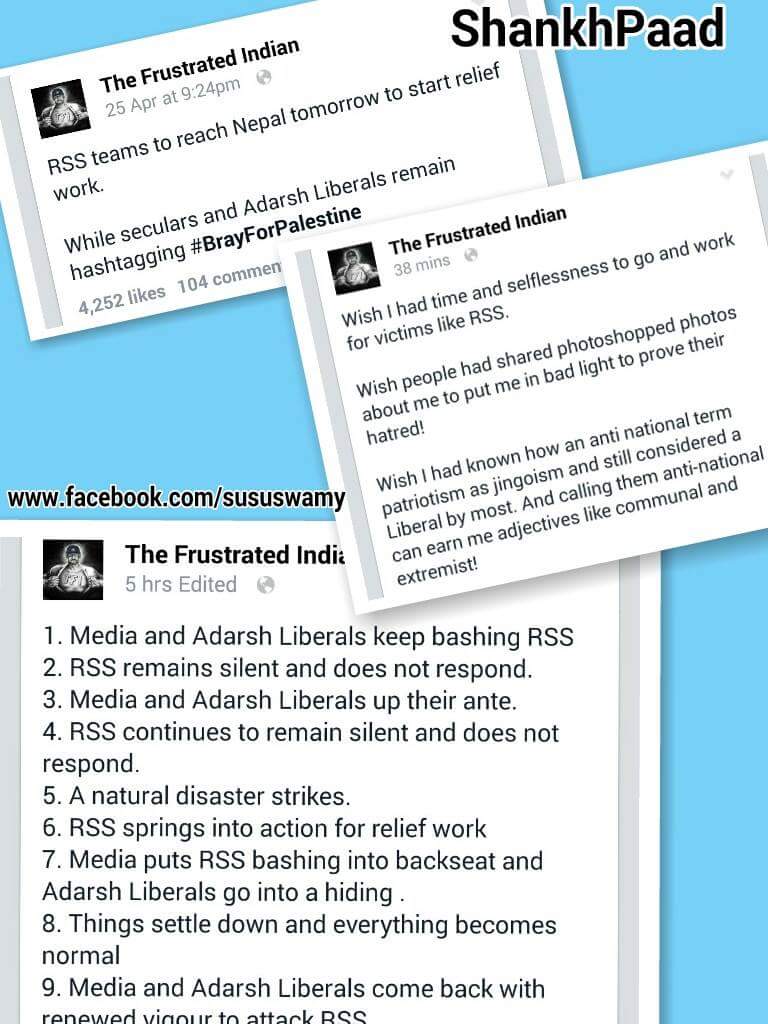 ShankhPaad
The Frustrated Indian
25 Apr at 9:24pm
RSS teams to reach Nepal tomorrow to start relief
work.
While seculars and Adarsh Liberals remain
hashtagging #BrayForPalestine
4,252 likes 104 commen
The Frustrated Indian
38 mins
Wish I had time and selflessness to go and work
for victims like RSS.
Wish people had shared photoshopped photos
about me to put me in bad light to prove their
hatred!
Wish I had known how an anti national term
patriotism as jingoism and still considered a
Liberal by most. And calling them anti-national
can earn me adjectives like communal and
extremist!
www.facebook.com/sususwamy
The Frustrated India
5 hrs Edited
1. Media and Adarsh Liberals keep bashing RSS
2. RSS remains silent and does not respond.
3. Media and Adarsh Liberals up their ante.
4. RSS continues to remain silent and does not
respond.
5. A natural disaster strikes.
6. RSS springs into action for relief work
7. Media puts RSS bashing into backseat and
Adarsh Liberals go into a hiding .
8. Things settle down and everything becomes
normal
9. Media and Adarsh Liberals come back with
renewed vigour to attack RSS